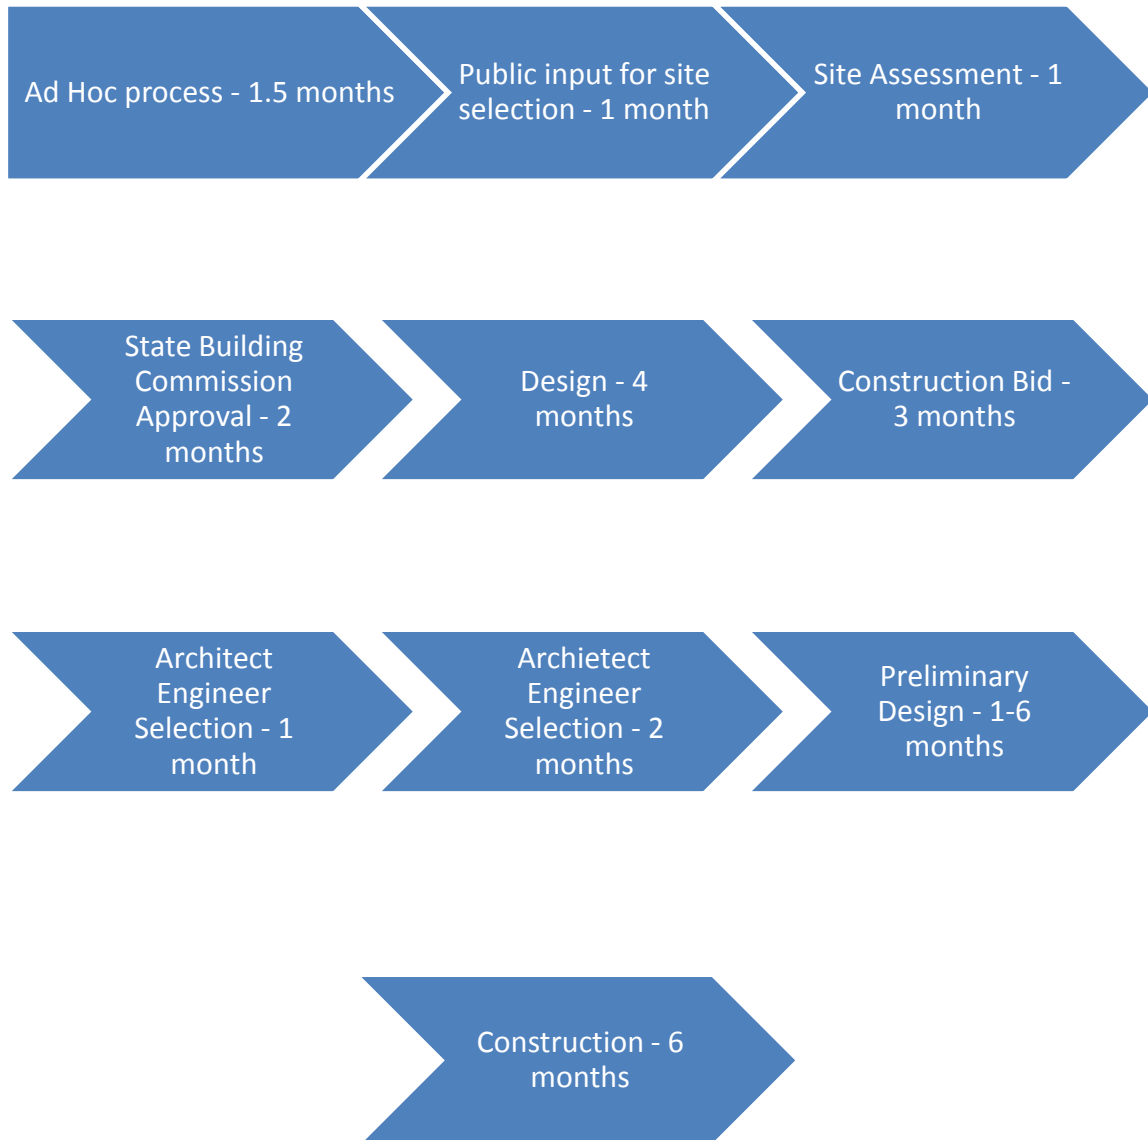 Ad Hoc process - 1.5 months
Public input for site
selection - 1 month
Site Assessment - 1
month
State Building
Commission
Approval - 2
months
Design - 4
months
Construction Bid -
3 months
Architect
Engineer
Selection - 1
month
Archietect
Engineer
Selection - 2
months
Preliminary
Design - 1-6
months
Construction - 6
months